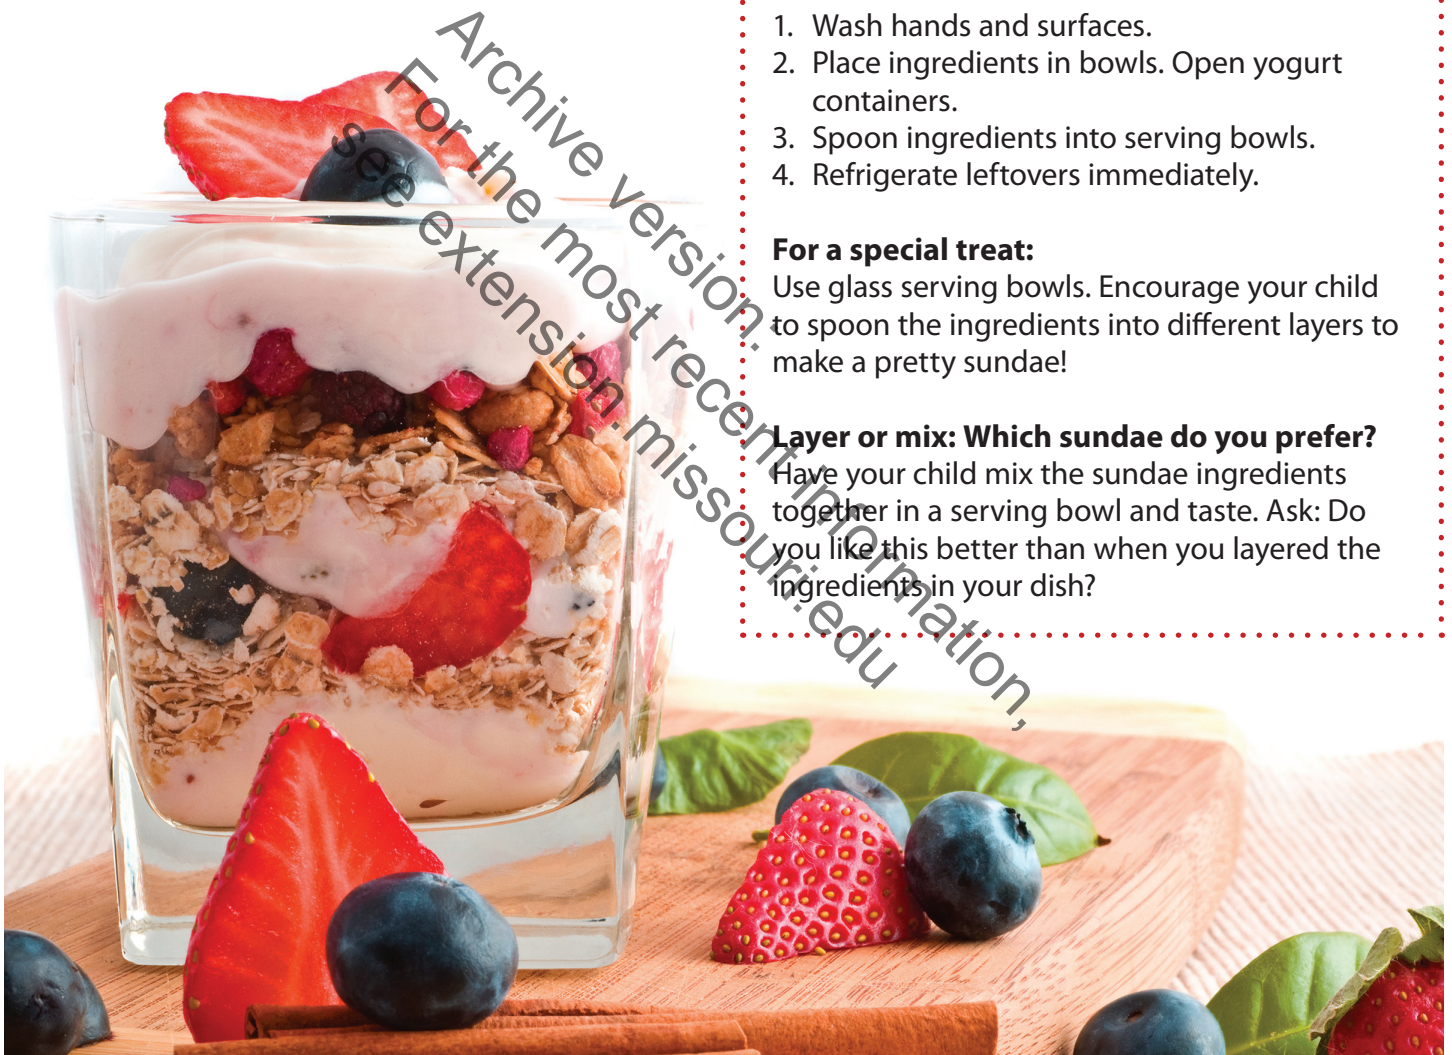 1. Wash hands and surfaces.
2. Place ingredients in bowls. Open yogurt
containers.
3. Spoon ingredients into serving bowls.
4. Refrigerate leftovers immediately.
For a special treat:
Use glass serving bowls. Encourage your child
to spoon the ingredients into different layers to
make a pretty sundae!
Layer or mix: Which sundae do you prefer?
Have your child mix the sundae ingredients
together in a serving bowl and taste. Ask: Do
you like this better than when you layered the
ingredients in your dish?
Archive version.
For the most recent information,
see extension.missouri.edu